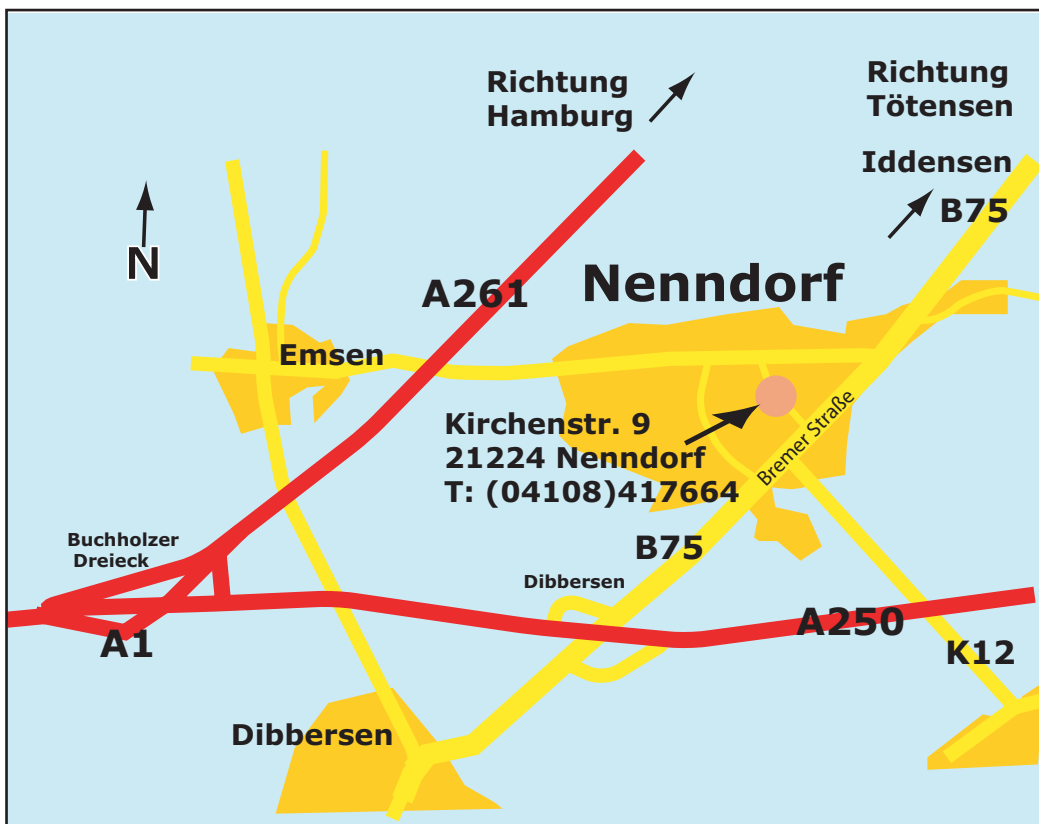 Richtung
Hamburg
Richtung
Tötensen
Iddensen
B75
N
A261
Nenndorf
Emsen
Kirchenstr. 9
21224 Nenndorf
T: (04108)417664
Bremer Straße
Buchholzer
Dreieck
B75
Dibbersen
A1
A250
K12
Dibbersen